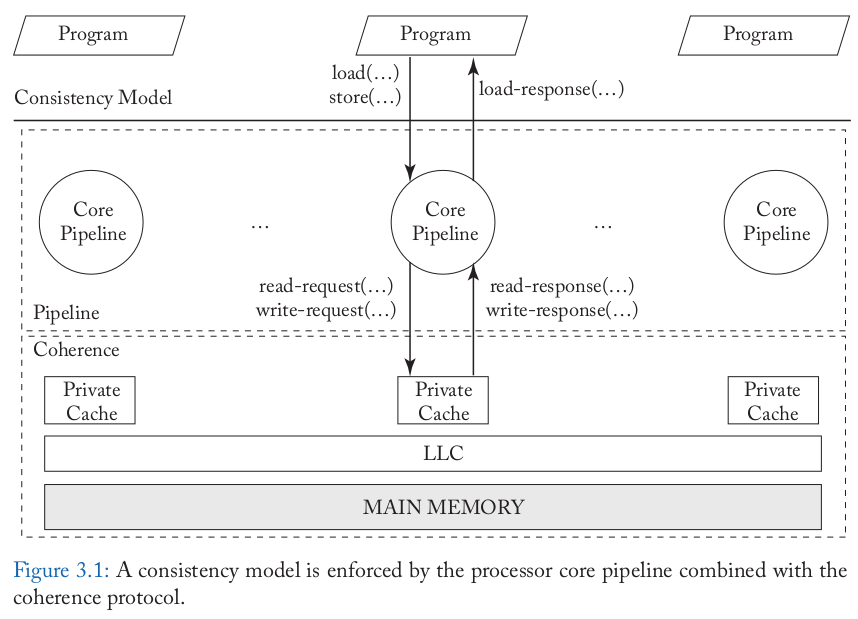 Program
Program
Program
load(…)
store(…)
load-response(…)
Consistency Model
Core
Pipeline
…
Core
Pipeline
…
Core
Pipeline
read-request(…)
write-request(…)
read-response(…)
write-response(…)
Pipeline
Coherence
Private
Cache
Private
Cache
Private
Cache
LLC
MAIN MEMORY
Figure 3.1: A consistency model is enforced by the processor core pipeline combined with the
coherence protocol.